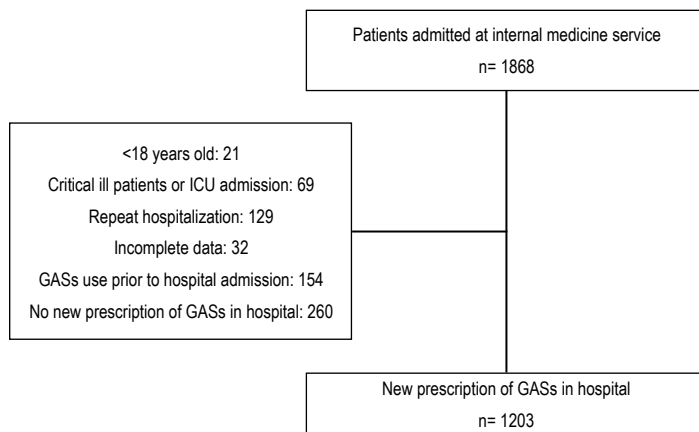 Patients admitted at internal medicine service
n= 1868
<18 years old: 21
Critical ill patients or ICU admission: 69
Repeat hospitalization: 129
Incomplete data: 32
GASs use prior to hospital admission: 154
No new prescription of GASs in hospital: 260
New prescription of GASs in hospital
n= 1203